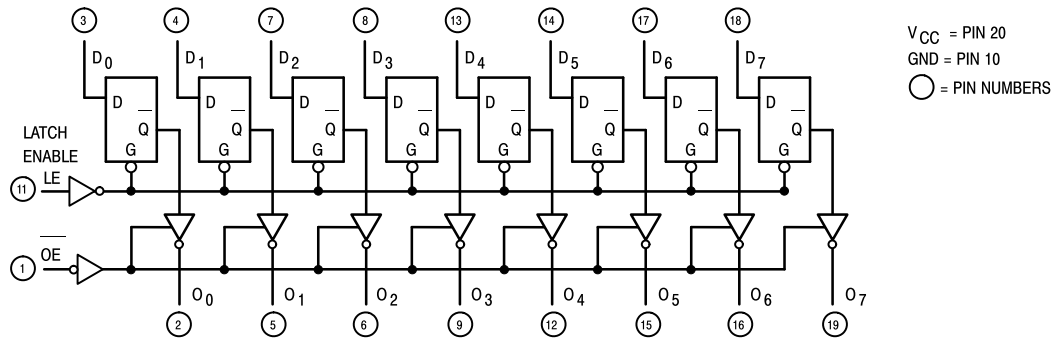 3 4 7 8 13 14 17 18
V CC = PIN 20
GND = PIN 10
= PIN NUMBERS
D0 D1 D2 D3 D4 D5 D6 D7
D D D D D D D D
Q Q Q Q Q Q Q Q
G G G G G G G G
LATCH
ENABLE
LE
11
OE
1
O0 O1 O2 O3 O4 O5 O6 O7
2 5 6 9 12 15 16 19